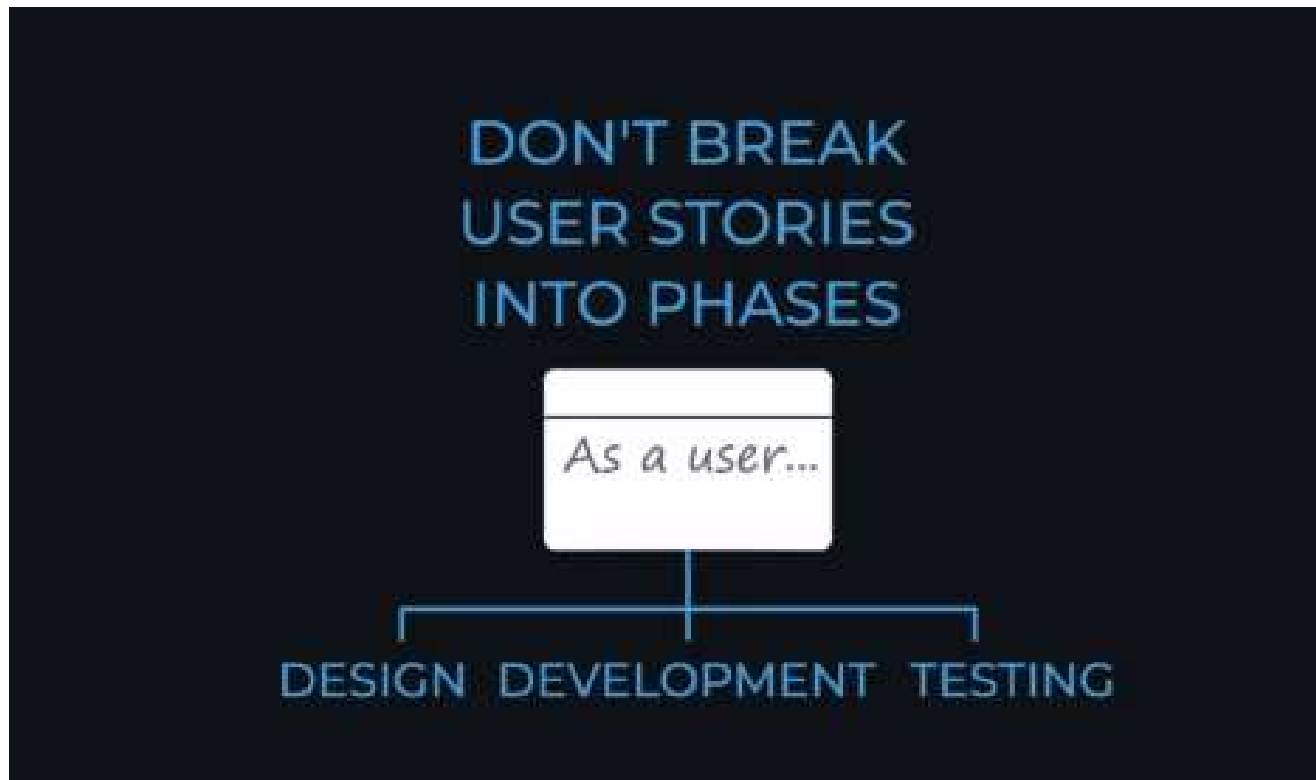 DON'T BREAK
USER STORIES
INTO PHASES
As a user...
DESIGN DEVELOPMENT TESTING